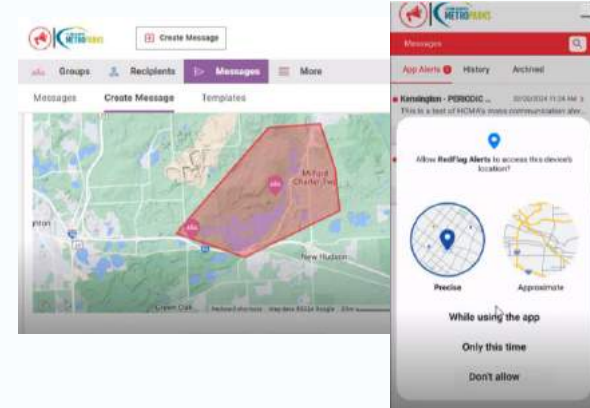 METROPARKS
Create Message
Groups
Recipients
Messages
More
Messages
Create Message
Templates
Milford
Charter Twp
New Hudson
METROPARKS
Messages
App Alerts
History
Archived
Kensington - PERIODIC ...
This is a test of HCMA's mass communication
Allow RedFlag Alerts to access this device's
location?
Precise
Approximate
While using the app
Only this time
Don't allow